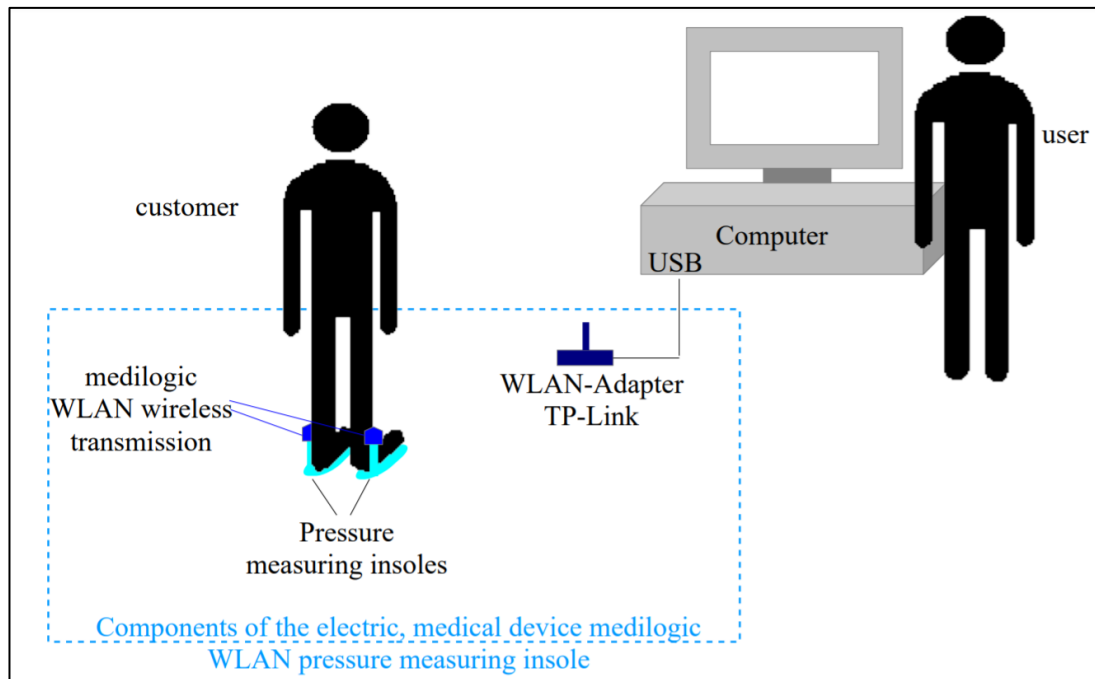 user
customer
Computer
USB
WLAN-Adapter
TP-Link
medilogic
WLAN wireless
transmission
Pressure
measuring insoles
Components of the electric, medical device medilogic
WLAN pressure measuring insole